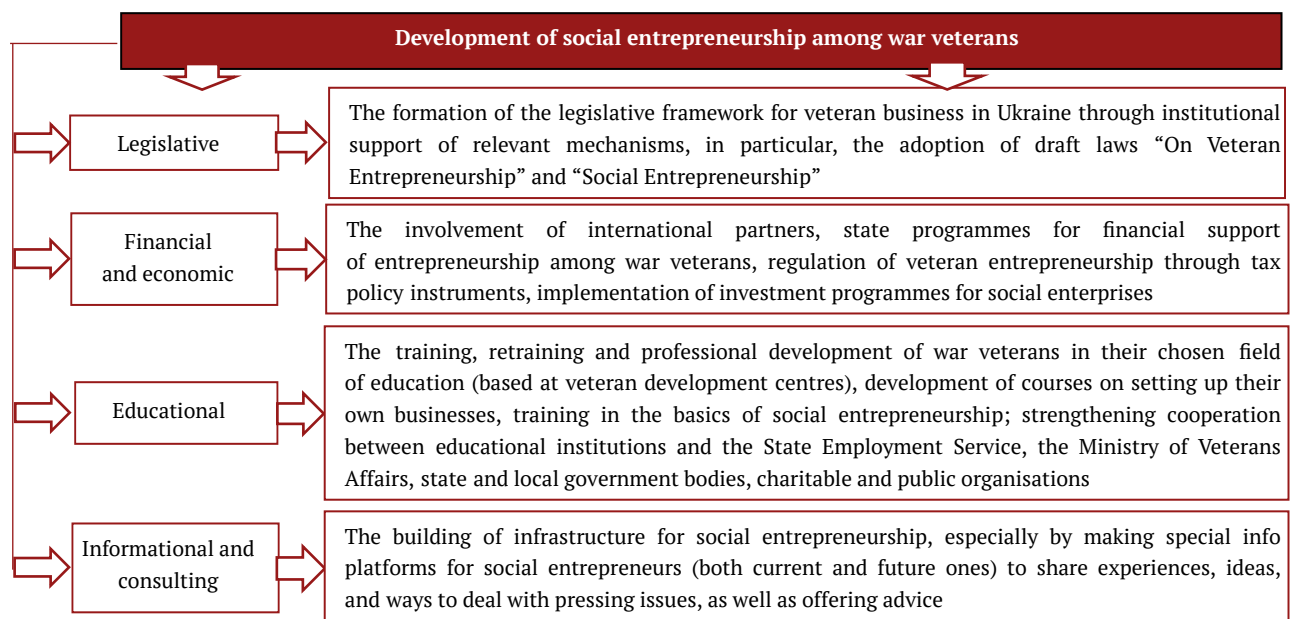 Development of social entrepreneurship among war veterans
Legislative
The formation of the legislative framework for veteran business in Ukraine through institutional
support of relevant mechanisms, in particular, the adoption of draft laws “On Veteran
Entrepreneurship” and “Social Entrepreneurship”
Financial
and economic
The involvement of international partners, state programmes for financial support
of entrepreneurship among war veterans, regulation of veteran entrepreneurship through tax
policy instruments, implementation of investment programmes for social enterprises
Educational
The training, retraining and professional development of war veterans in their chosen field
of education (based at veteran development centres), development of courses on setting up their
own businesses, training in the basics of social entrepreneurship; strengthening cooperation
between educational institutions and the State Employment Service, the Ministry of Veterans
Affairs, state and local government bodies, charitable and public organisations
Informational and
consulting
The building of infrastructure for social entrepreneurship, especially by making special info
platforms for social entrepreneurs (both current and future ones) to share experiences, ideas,
and ways to deal with pressing issues, as well as offering advice